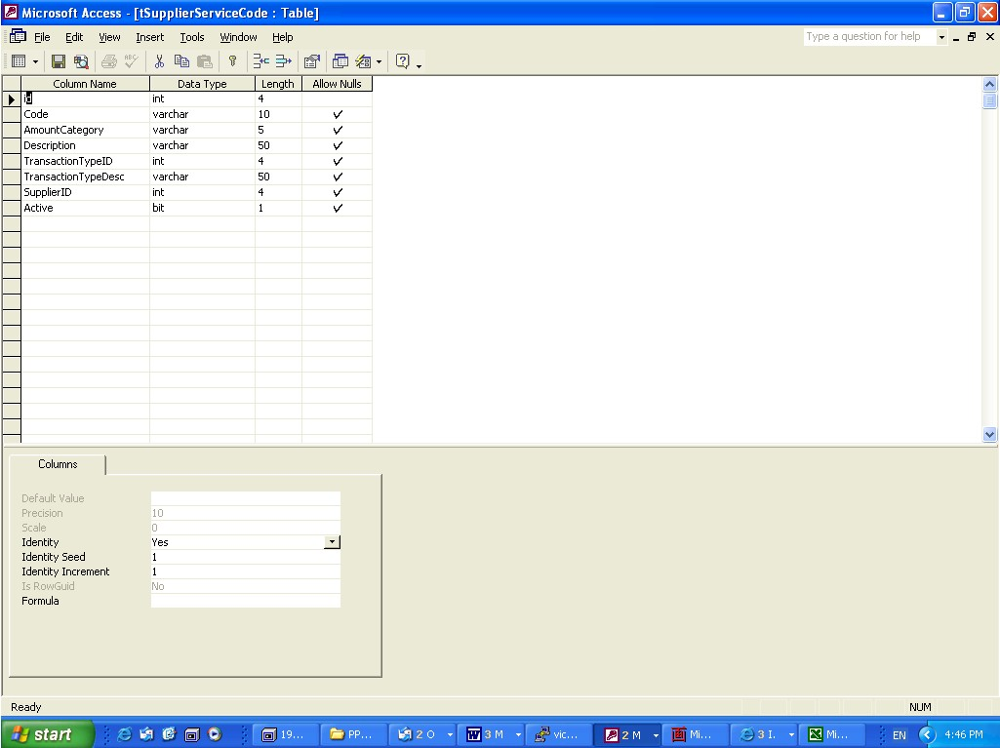 Microsoft Access - [tSupplierServiceCode : Table]
File Edit View Insert Tools Window Help
Type a question for help
Column Name Data Type Length Allow Nulls
id int 4
Code varchar 10
AmountCategory varchar 5
Description varchar 50
TransactionTypeID int 4
TransactionTypeDesc varchar 50
SupplierID int 4
Active bit 1
Columns
Default Value
Precision 10
Scale 0
Identity Yes
Identity Seed 1
Identity Increment 1
Is RowGuid No
Formula
Ready NUM
start 19... PP... 2 O 3 M vic... 2 M Mi... 3 I. Mi... EN 4:46 PM